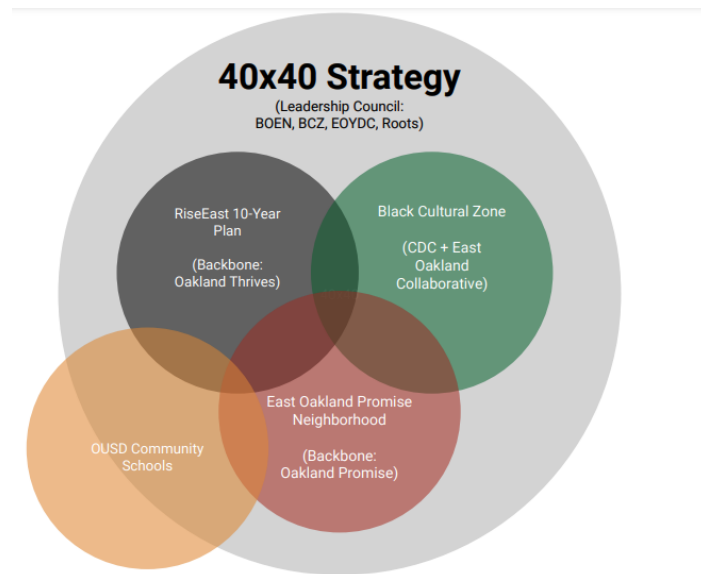 40x40 Strategy
(Leadership Council:
BOEN, BCZ, EOYDC, Roots)
RiseEast 10-Year
Plan
(Backbone:
Oakland Thrives)
Black Cultural Zone
(CDC + East
Oakland
Collaborative)
East Oakland Promise
Neighborhood
(Backbone:
Oakland Promise)
OUSD Community
Schools